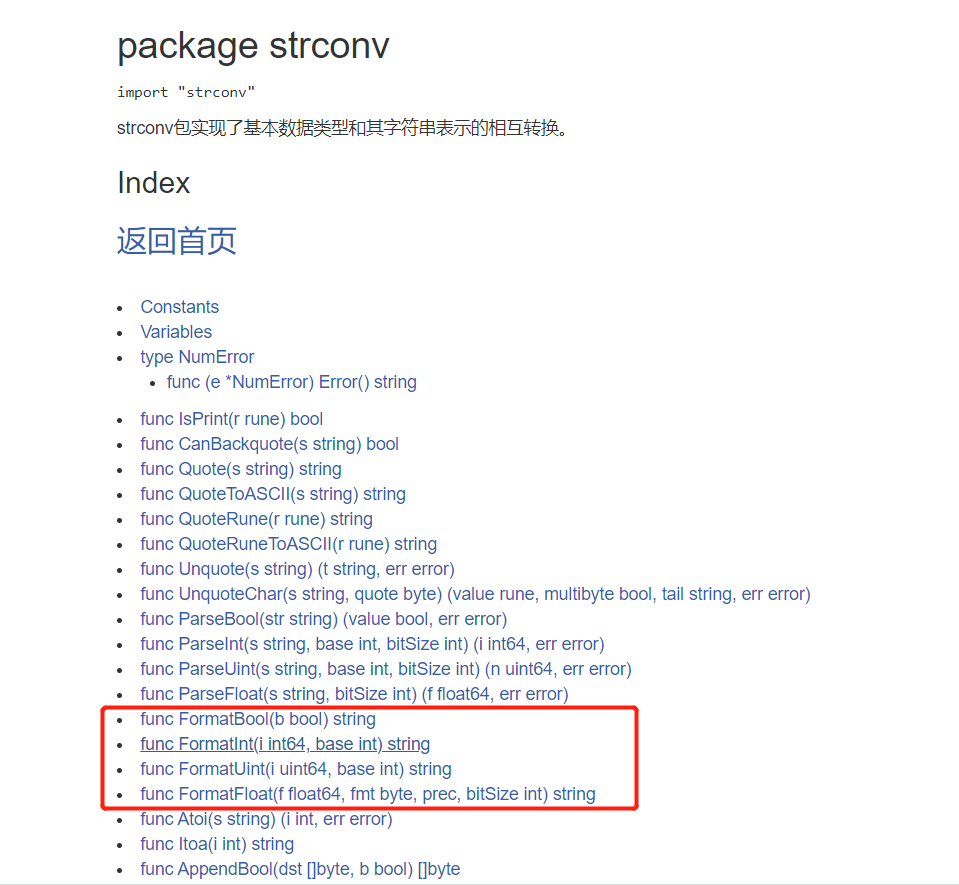 package strconv
import "strconv"
strconv包实现了基本数据类型和其字符串表示的相互转换。
Index
返回首页
Constants
Variables
type NumError
func (e *NumError) Error() string
func IsPrint(r rune) bool
func CanBackquote(s string) bool
func Quote(s string) string
func QuoteToASCII(s string) string
func QuoteRune(r rune) string
func QuoteRuneToASCII(r rune) string
func Unquote(s string) (t string, err error)
func UnquoteChar(s string, quote byte) (value rune, multibyte bool, tail string, err error)
func ParseBool(str string) (value bool, err error)
func ParseInt(s string, base int, bitSize int) (i int64, err error)
func ParseUint(s string, base int, bitSize int) (n uint64, err error)
func ParseFloat(s string, bitSize int) (f float64, err error)
func FormatBool(b bool) string
func FormatInt(i int64, base int) string
func FormatUint(i uint64, base int) string
func FormatFloat(f float64, fmt byte, prec, bitSize int) string
func Atoi(s string) (i int, err error)
func Itoa(i int) string
func AppendBool(dst []byte, b bool) []byte